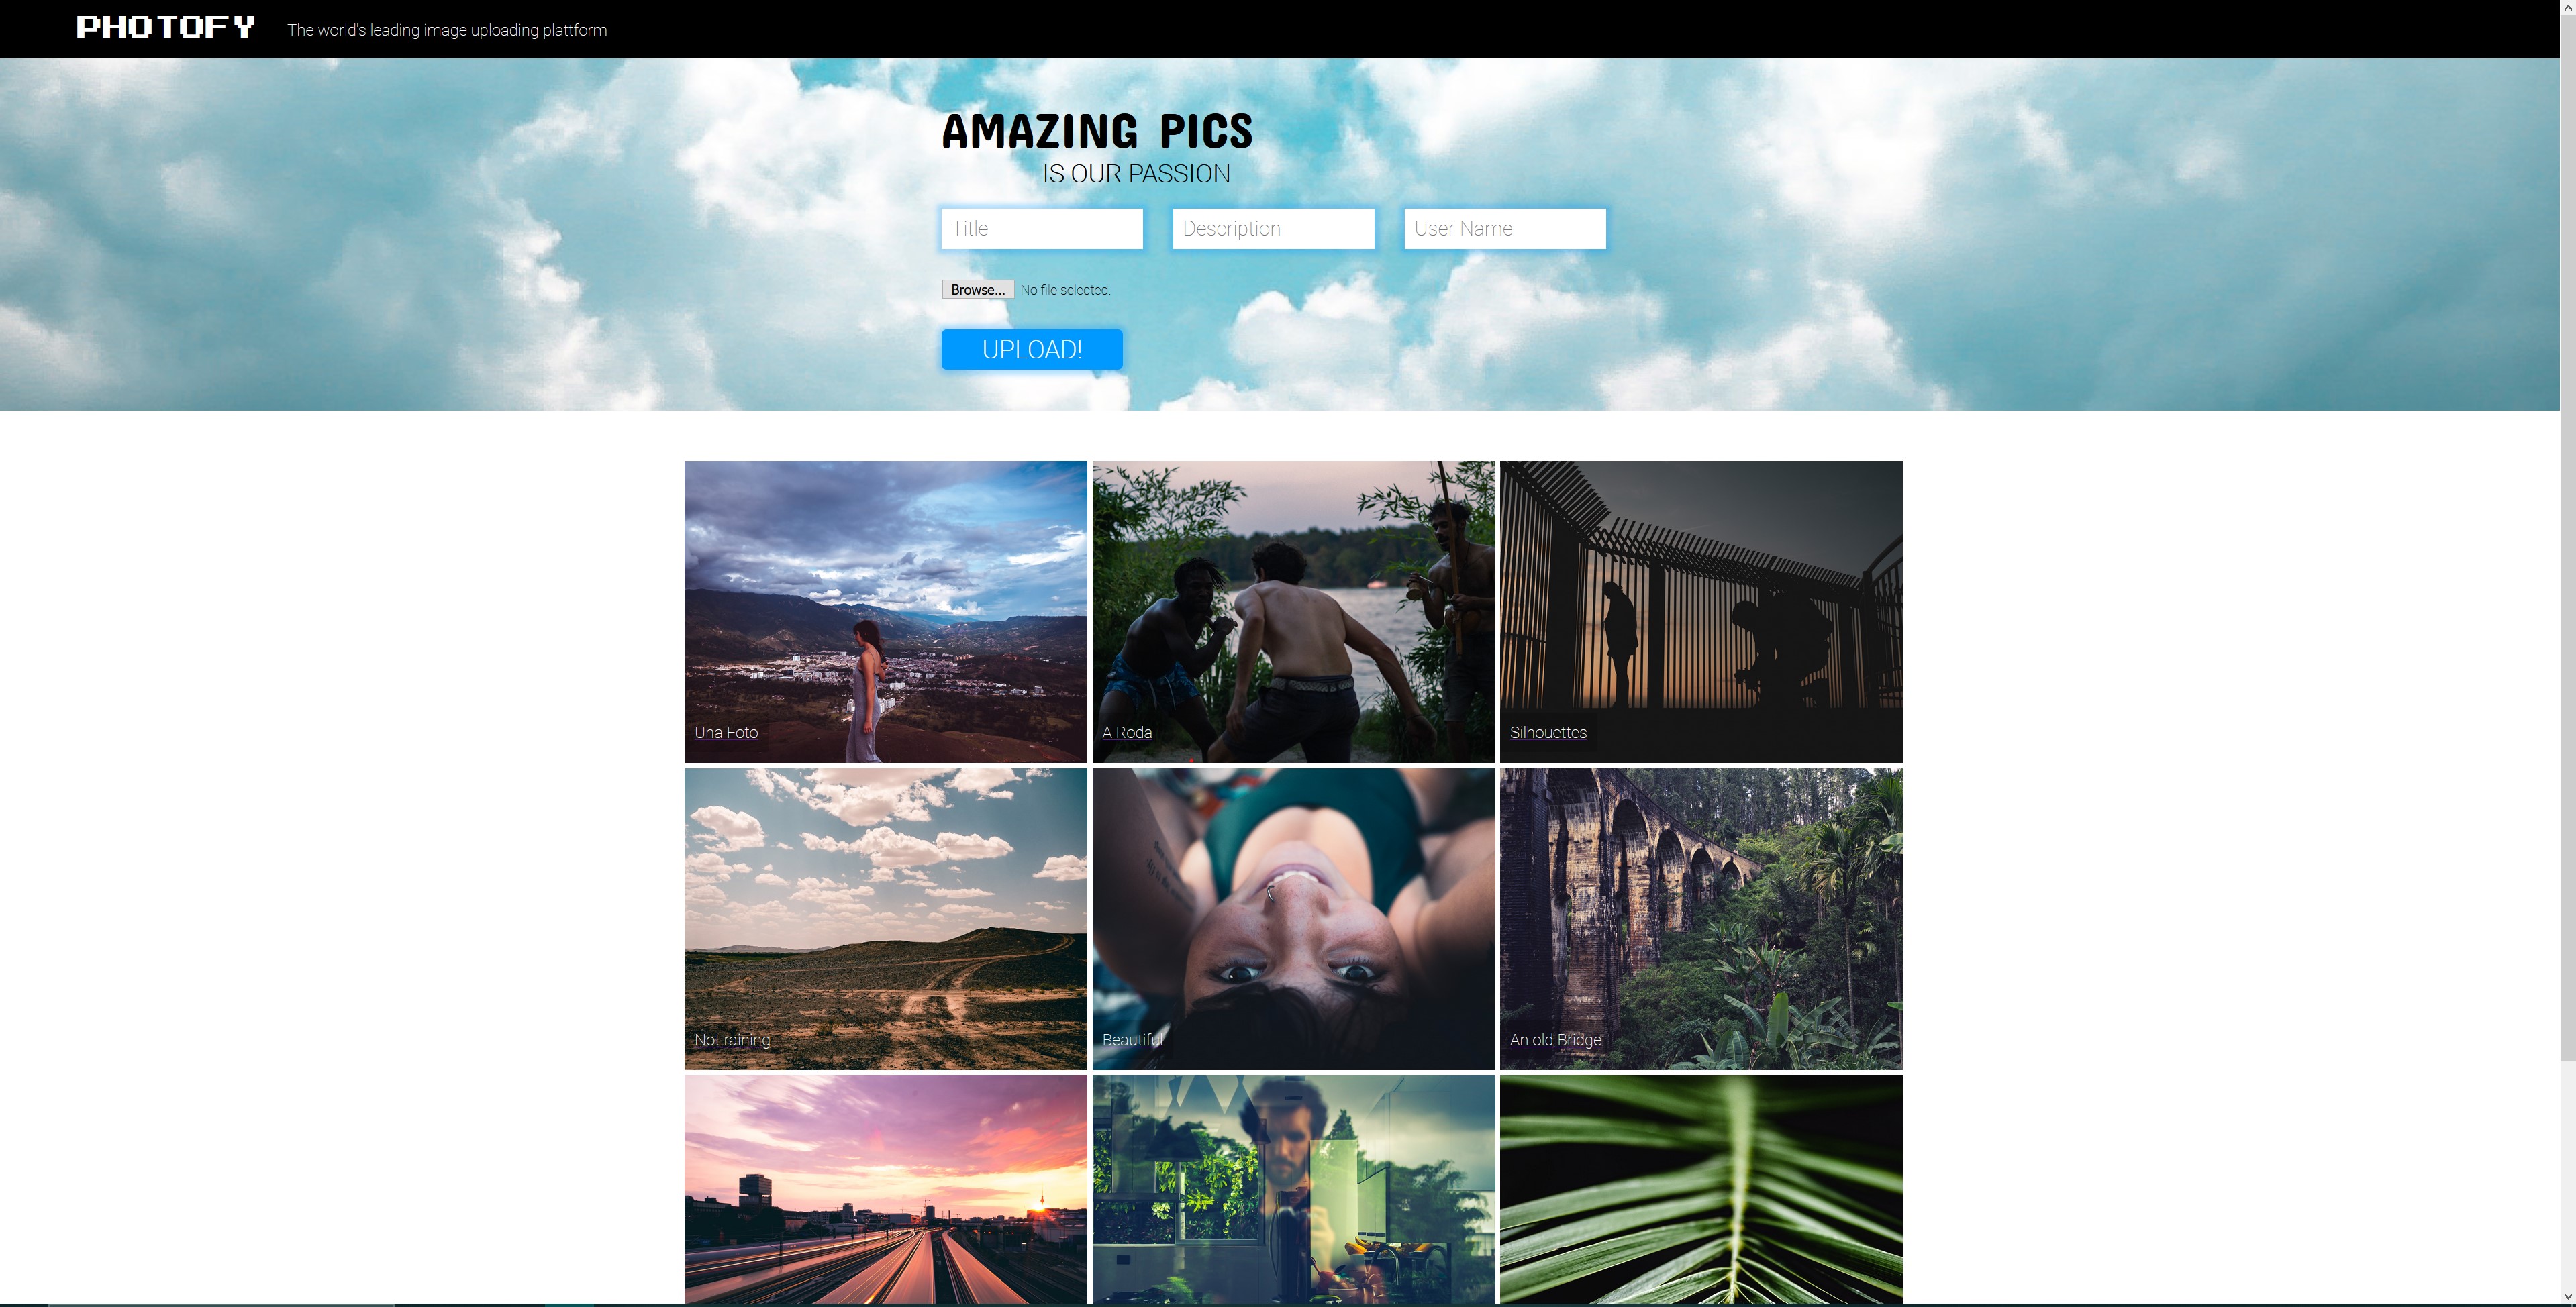 PHOTOFY
The world's leading image uploading plattform
AMAZING PICS
IS OUR PASSION
Title
Description
User Name
Browse...
No file selected.
UPLOAD!
Una Foto
A Roda
Silhouettes
Not raining
Beautiful
An old Bridge